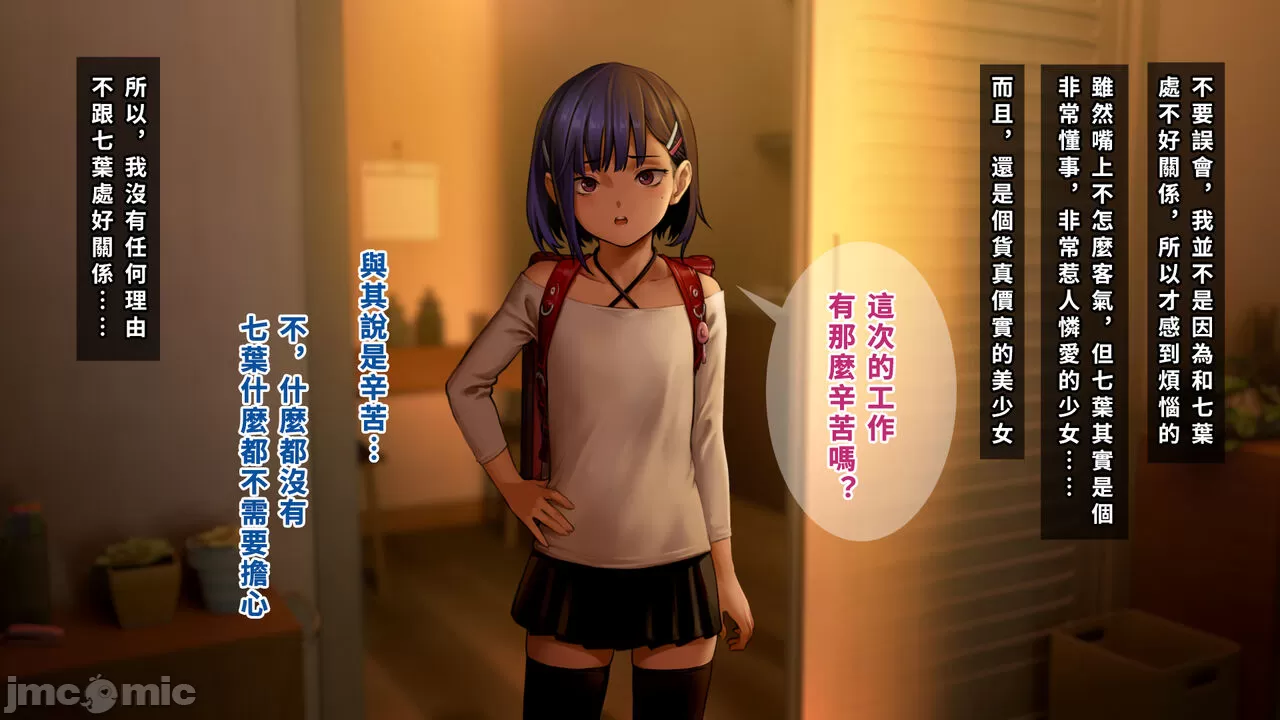 不要誤會，我並不是因為和七葉
處不好關係，所以才感到煩惱的
雖然嘴上不怎麼客氣，但七葉其實是個
非常懂事，非常惹人憐愛的少女……
而且，還是個貨真價實的美少女
這次的工作
有那麼辛苦嗎？
與其說是辛苦…
不，什麼都沒有
七葉什麼都不需要擔心
所以，我沒有任何理由
不跟七葉處好關係……
jmcomic